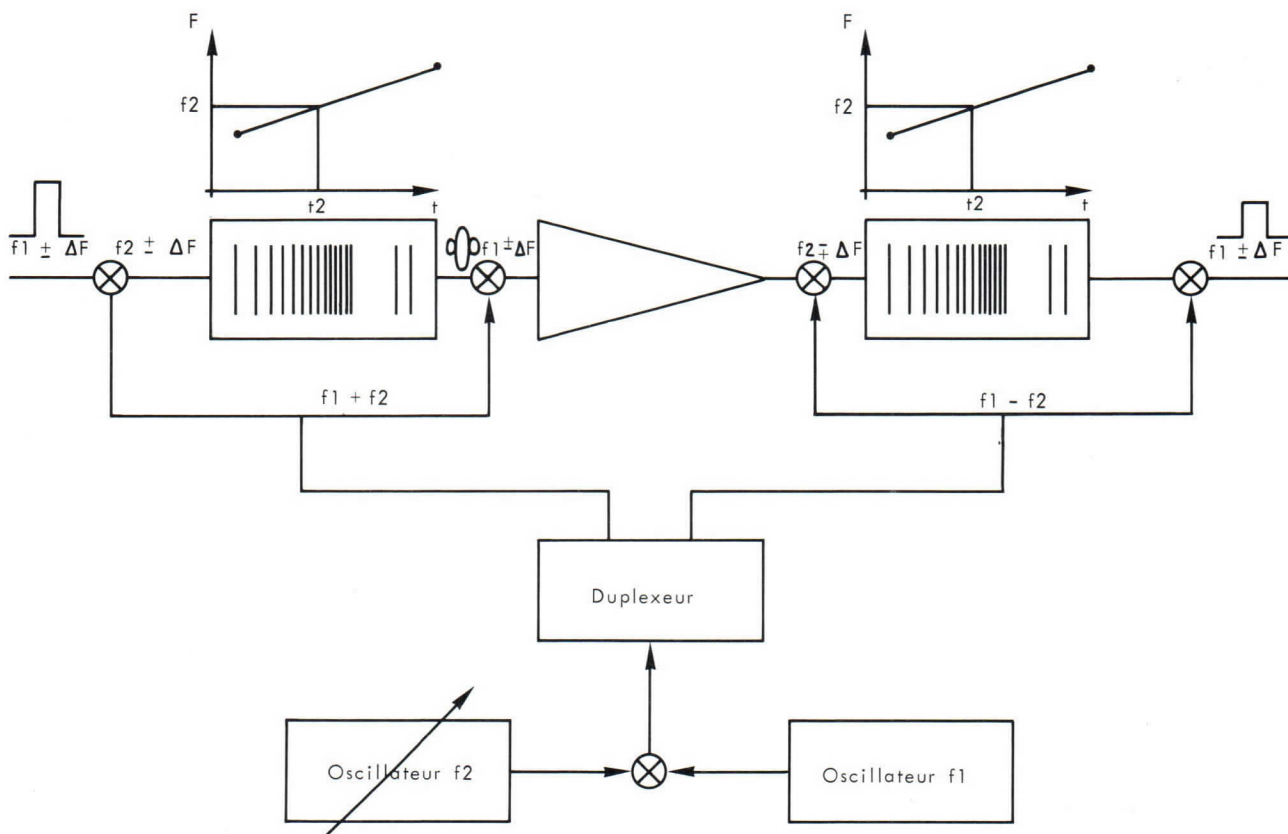 F
F
f2
f2
t2
t
t2
t
f1 ± ΔF
f2 ± ΔF
f1 ± ΔF
f2 ∓ ΔF
f1 ± ΔF
f1 + f2
f1 - f2
Duplexeur
Oscillateur f2
Oscillateur f1